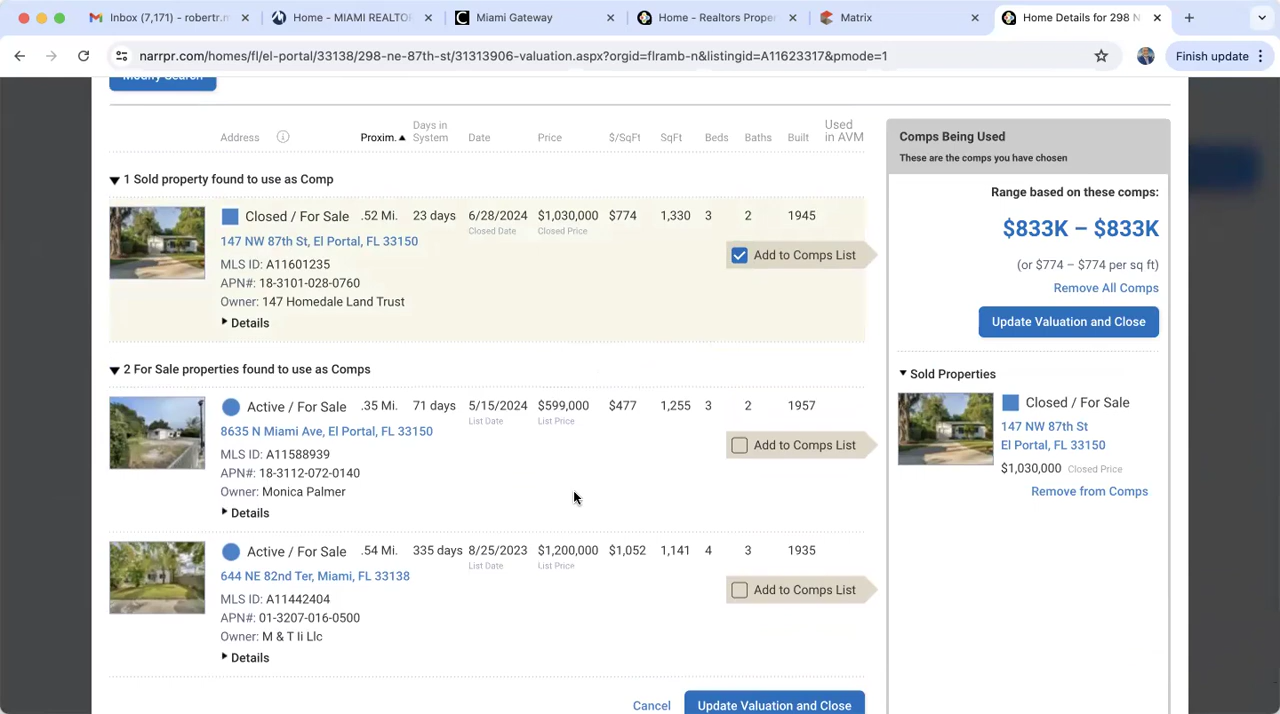 Inbox (7,171) - robertr.m
Home - MIAMI REALTO
Miami Gateway
Home - Realtors Proper
Matrix
Home Details for 298 N
narrpr.com/homes/fl/el-portal/33138/298-ne-87th-st/31313906-valuation.aspx?orgid=flramb-n&listingid=A11623317&pmode=1
Finish update
Modify Search
Address Proxim. Days in System Date Price $/SqFt SqFt Beds Baths Built Used in AVM
1 Sold property found to use as Comp
Closed / For Sale .52 Mi. 23 days 6/28/2024 $1,030,000 $774 1,330 3 2 1945
Closed Date Closed Price
147 NW 87th St, El Portal, FL 33150
Add to Comps List
MLS ID: A11601235
APN#: 18-3101-028-0760
Owner: 147 Homedale Land Trust
Details
2 For Sale properties found to use as Comps
Active / For Sale .35 Mi. 71 days 5/15/2024 $599,000 $477 1,255 3 2 1957
List Date List Price
8635 N Miami Ave, El Portal, FL 33150
Add to Comps List
MLS ID: A11588939
APN#: 18-3112-072-0140
Owner: Monica Palmer
Details
Active / For Sale .54 Mi. 335 days 8/25/2023 $1,200,000 $1,052 1,141 4 3 1935
List Date List Price
644 NE 82nd Ter, Miami, FL 33138
Add to Comps List
MLS ID: A11442404
APN#: 01-3207-016-0500
Owner: M & T Ii Llc
Details
Cancel
Update Valuation and Close
Comps Being Used
These are the comps you have chosen
Range based on these comps:
$833K – $833K
(or $774 – $774 per sq ft)
Remove All Comps
Update Valuation and Close
Sold Properties
Closed / For Sale
147 NW 87th St
El Portal, FL 33150
$1,030,000 Closed Price
Remove from Comps